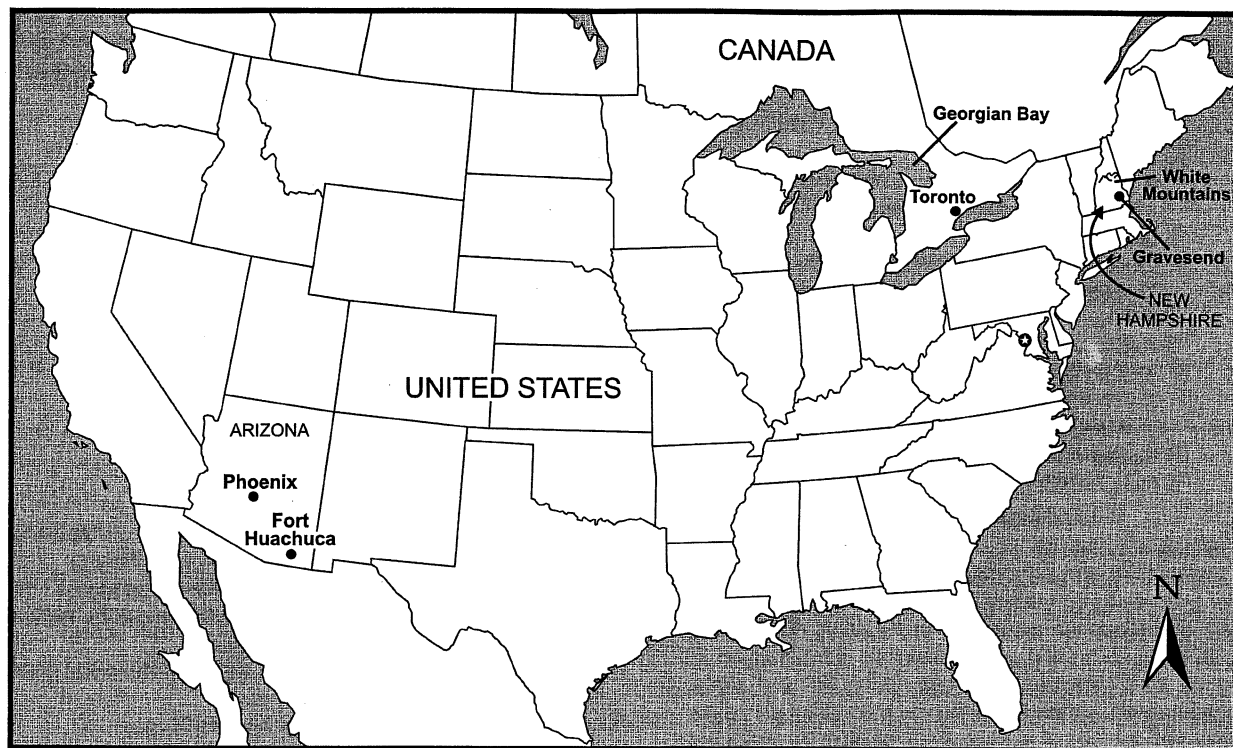 CANADA
Georgian Bay
White
Mountains
Toronto
Gravesend
NEW
HAMPSHIRE
UNITED STATES
ARIZONA
Phoenix
Fort
Huachuca
N